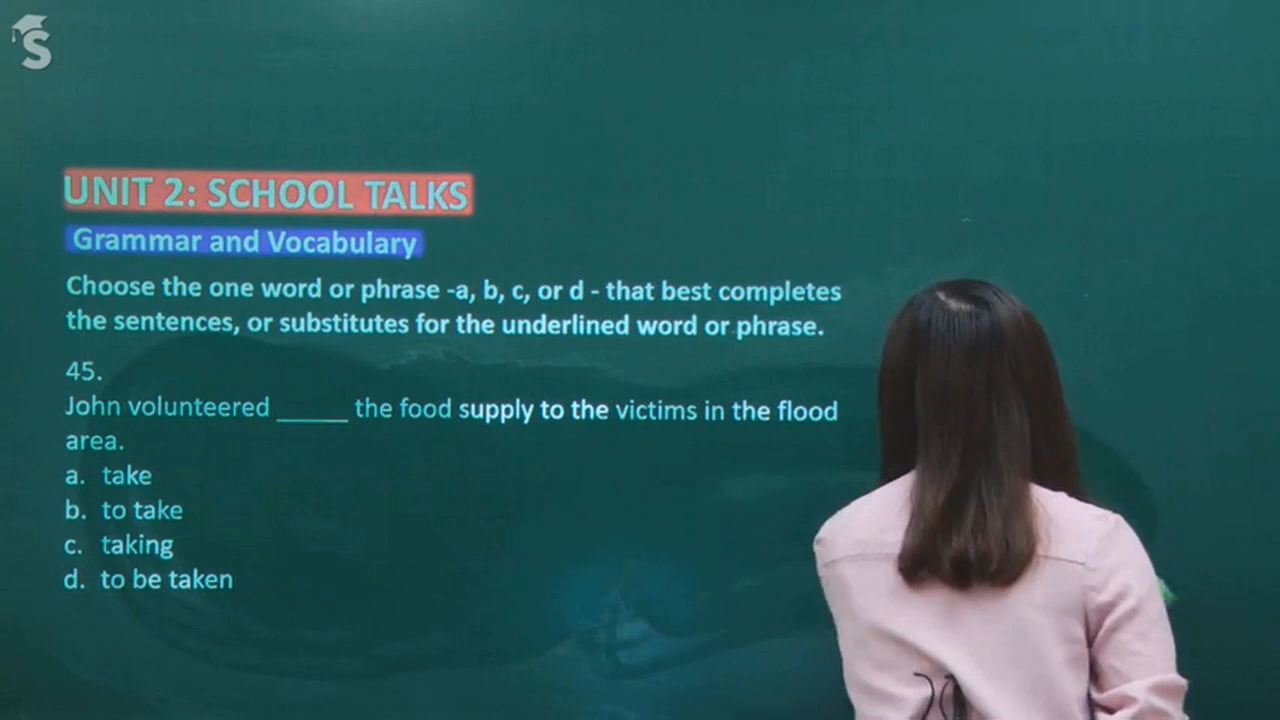 S
UNIT 2: SCHOOL TALKS
Grammar and Vocabulary
Choose the one word or phrase -a, b, c, or d - that best completes
the sentences, or substitutes for the underlined word or phrase.
45.
John volunteered _____ the food supply to the victims in the flood
area.
a. take
b. to take
c. taking
d. to be taken